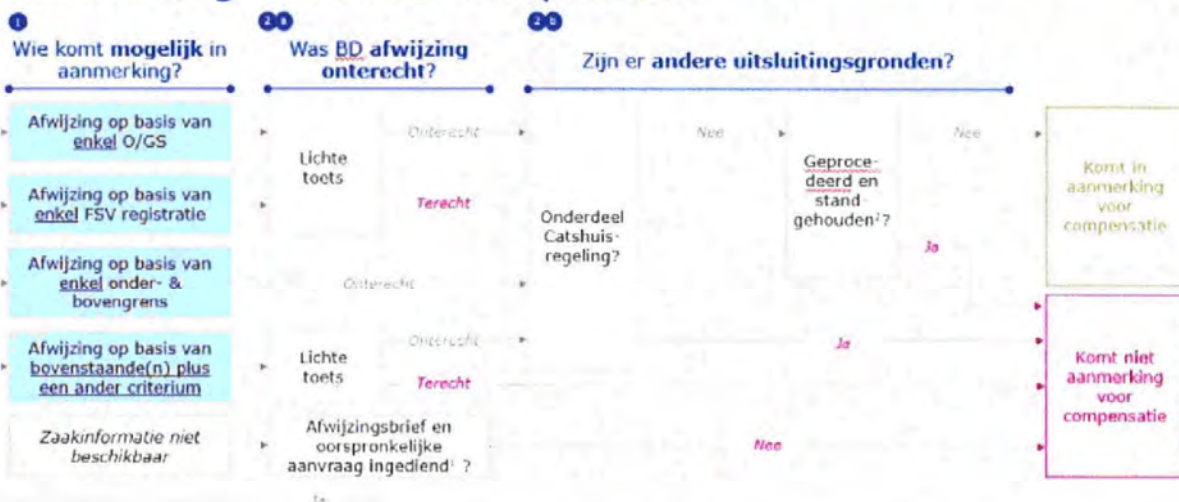 1
2a
2b
Wie komt mogelijk in
aanmerking?
Was BD afwijzing
onterecht?
Zijn er andere uitsluitingsgronden?
Afwijzing op basis van
enkel O/GS
Afwijzing op basis van
enkel FSV registratie
Afwijzing op basis van
enkel onder- &
bovengrens
Afwijzing op basis van
bovenstaande(n) plus
een ander criterium
Zaakinformatie niet
beschikbaar
Lichte
toets
Onterecht
Terecht
Onterecht
Lichte
toets
Onterecht
Terecht
Afwijzingsbrief en
oorspronkelijke
aanvraag ingediend¹ ?
Ja
Onderdeel
Catshuis-
regeling?
Nee
Geproce-
deerd en
stand-
gehouden²?
Nee
Ja
Ja
Nee
Komt in
aanmerking
voor
compensatie
Komt niet
aanmerking
voor
compensatie